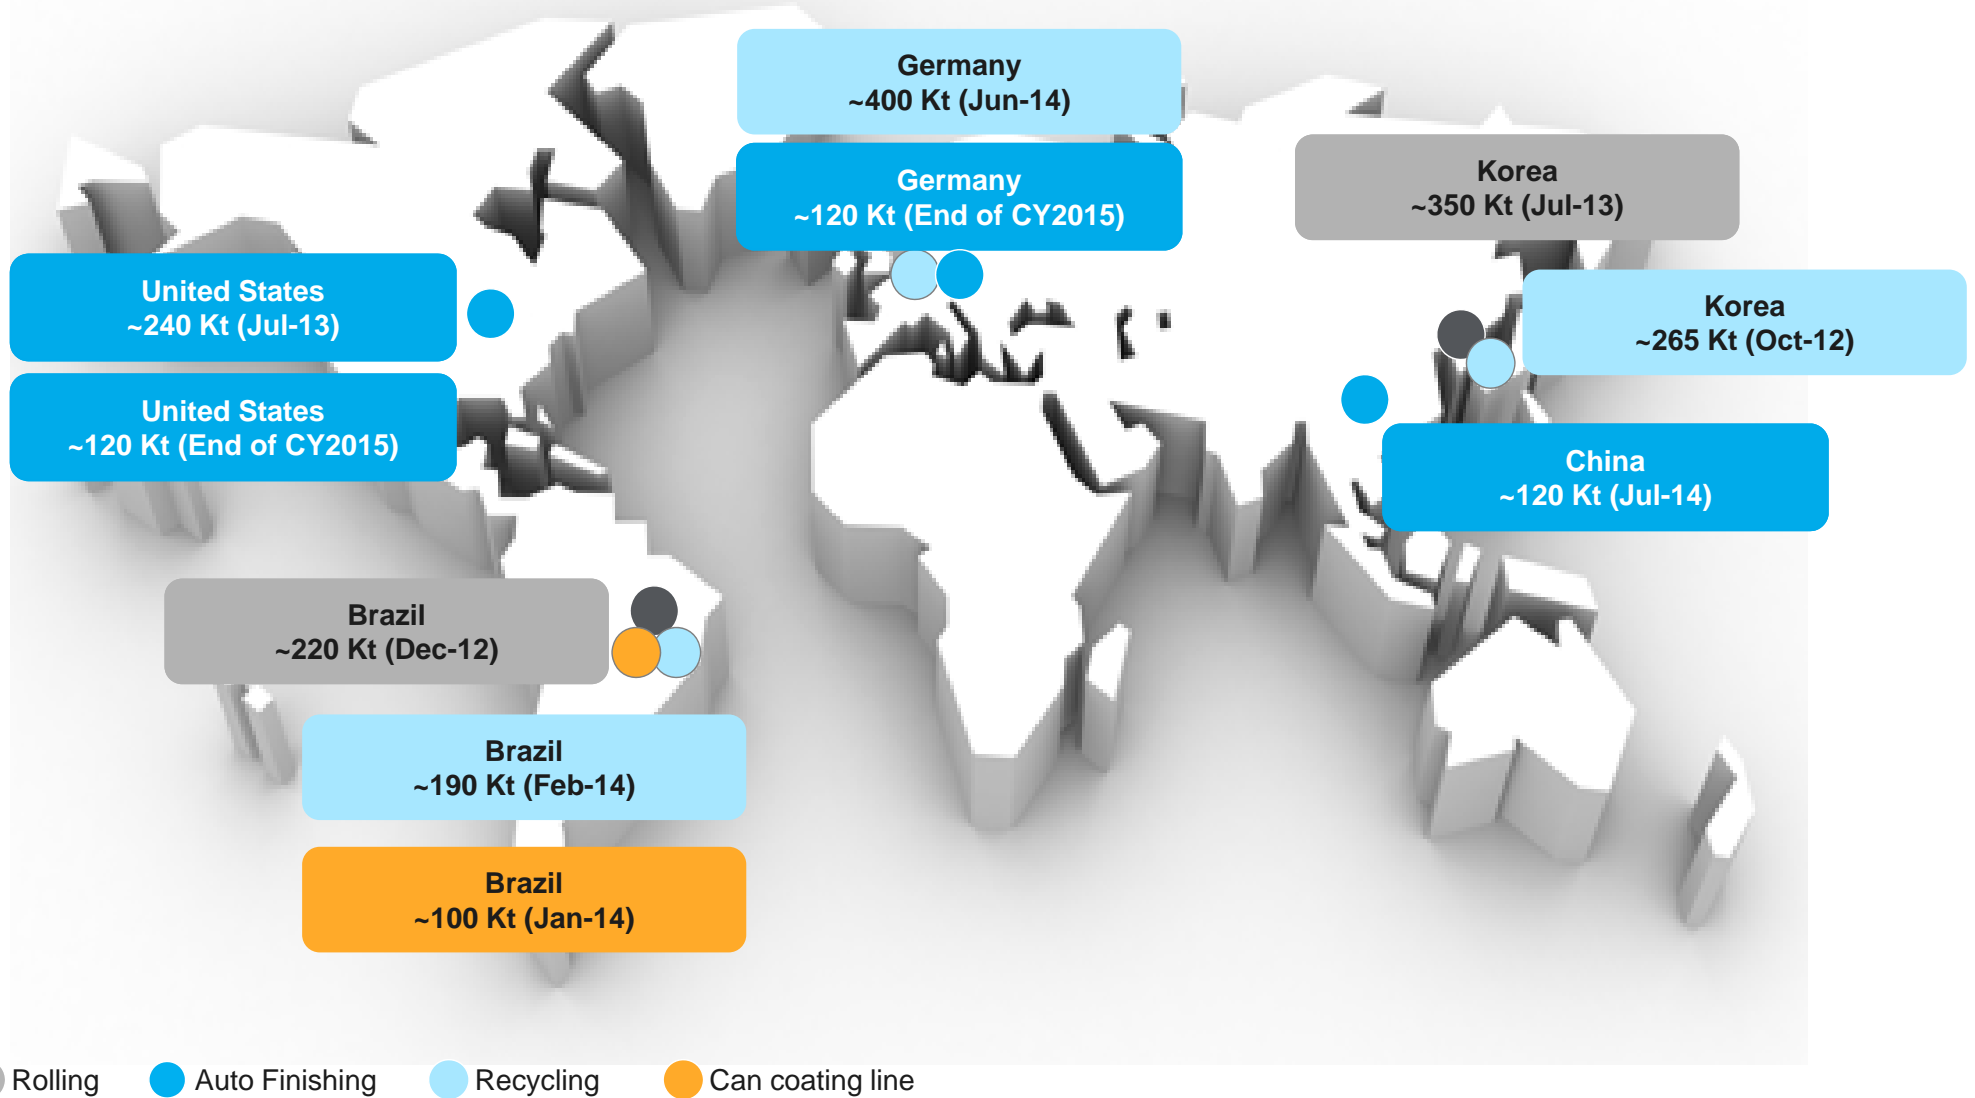 Germany
~400 Kt (Jun-14)
Germany
~120 Kt (End of CY2015)
Korea
~350 Kt (Jul-13)
United States
~240 Kt (Jul-13)
Korea
~265 Kt (Oct-12)
United States
~120 Kt (End of CY2015)
China
~120 Kt (Jul-14)
Brazil
~220 Kt (Dec-12)
Brazil
~190 Kt (Feb-14)
Brazil
~100 Kt (Jan-14)
Rolling Auto Finishing Recycling Can coating line